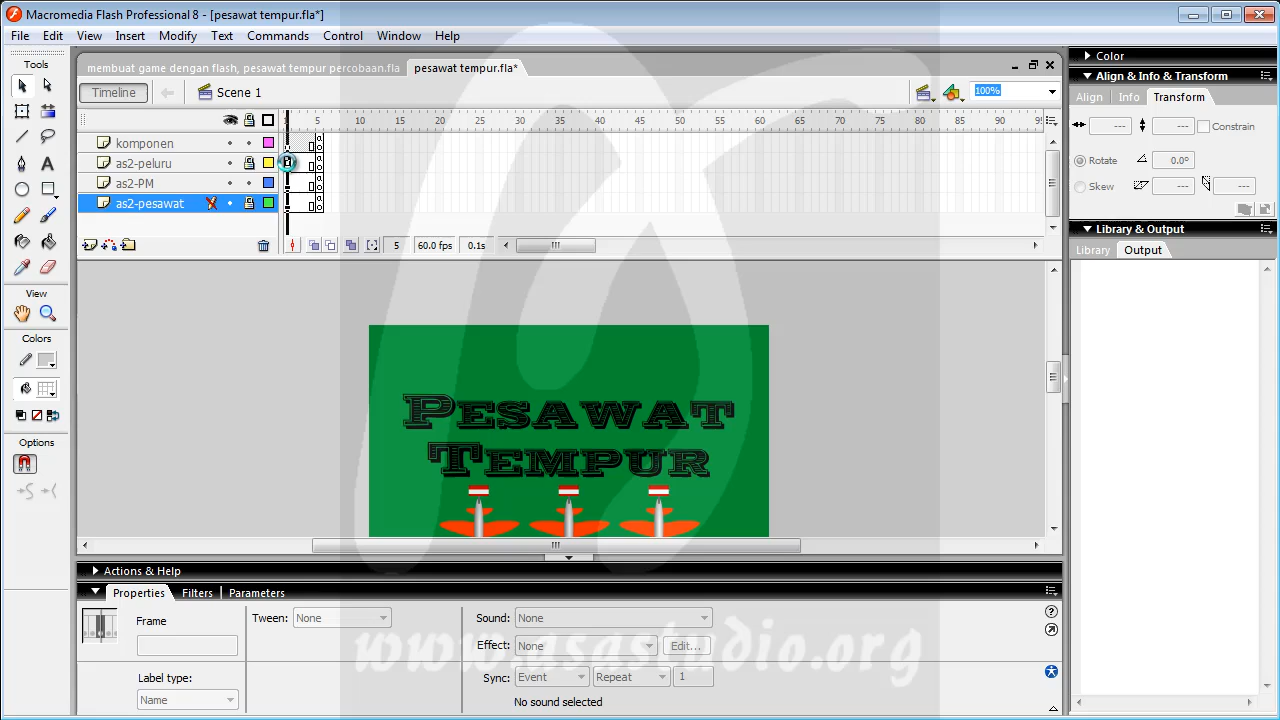 Macromedia Flash Professional 8 - [pesawat tempur.fla*]
File Edit View Insert Modify Text Commands Control Window Help
Tools
membuat game dengan flash, pesawat tempur percobaan.fla
pesawat tempur.fla*
Timeline
Scene 1
100%
5 10 15 20 25 30 35 40 45 50 55 60 65 70 75 80 85 90 95
komponen
as2-peluru
as2-PM
as2-pesawat
5 60.0 fps 0.1s
View
Colors
Options
Color
Align & Info & Transform
Align Info Transform
Constrain
Rotate 0.0°
Skew
Library & Output
Library Output
PESAWAT
TEMPUR
Actions & Help
Properties Filters Parameters
Frame
Tween: None
Sound: None
Effect: None Edit...
Sync: Event Repeat 1
Label type:
Name
No sound selected
www.asastudio.org